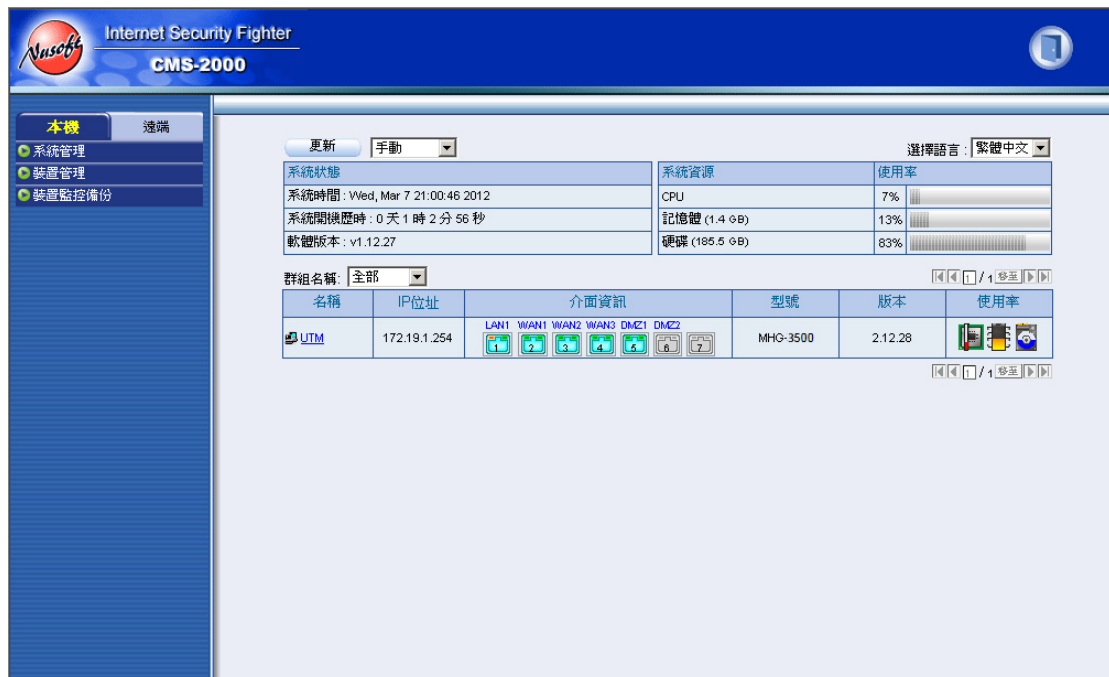 Nusoft
Internet Security Fighter
CMS-2000
本機 遠端
系統管理
裝置管理
裝置監控備份
更新 手動 選擇語言 : 繁體中文
系統狀態 系統資源 使用率
系統時間 : Wed, Mar 7 21:00:46 2012 CPU 7%
系統開機歷時 : 0 天 1 時 2 分 56 秒 記憶體 (1.4 GB) 13%
軟體版本 : v1.12.27 硬碟 (185.5 GB) 83%
群組名稱: 全部 1 / 1 移至
名稱 IP位址 介面資訊 型號 版本 使用率
LAN1 WAN1 WAN2 WAN3 DMZ1 DMZ2
UTM 172.19.1.254 1 2 3 4 5 6 7 MHG-3500 2.12.28
1 / 1 移至